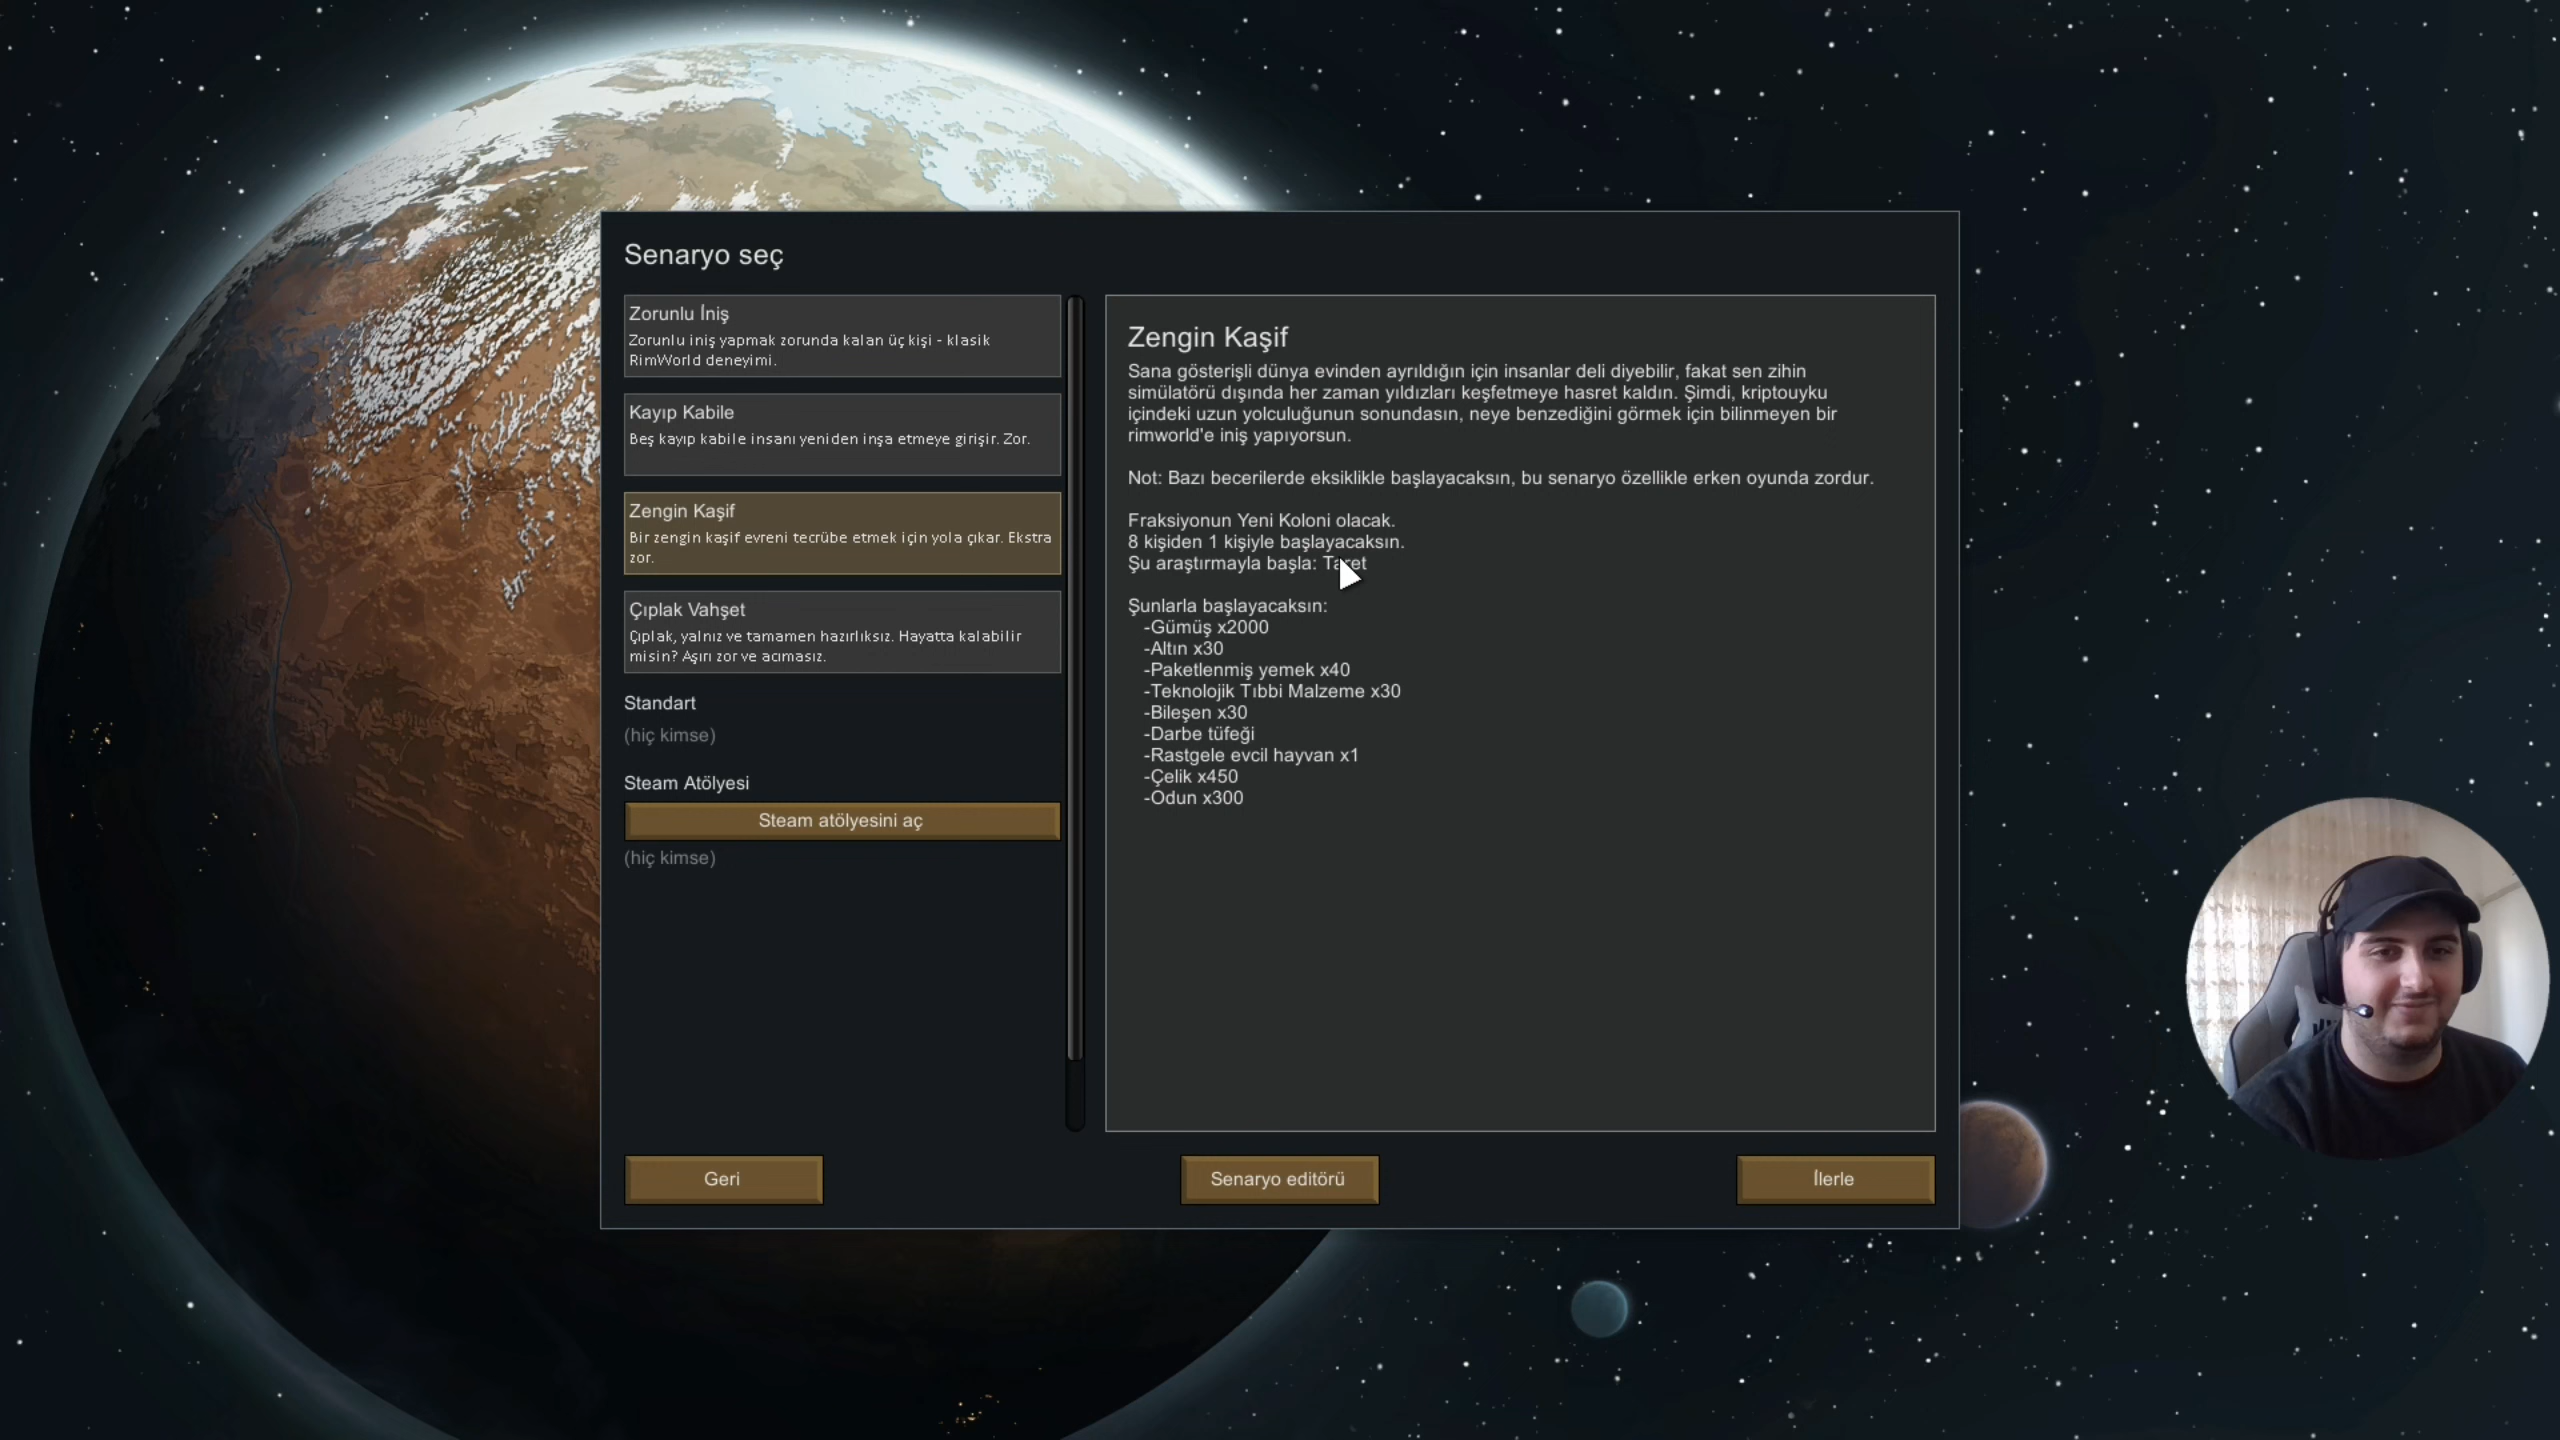 Senaryo seç
Zorunlu İniş
Zorunlu iniş yapmak zorunda kalan üç kişi - klasik
RimWorld deneyimi.
Kayıp Kabile
Beş kayıp kabile insanı yeniden inşa etmeye girişir. Zor.
Zengin Kaşif
Bir zengin kaşif evreni tecrübe etmek için yola çıkar. Ekstra
zor.
Çıplak Vahşet
Çıplak, yalnız ve tamamen hazırlıksız. Hayatta kalabilir
misin? Aşırı zor ve acımasız.
Standart
(hiç kimse)
Steam Atölyesi
Steam atölyesini aç
(hiç kimse)
Zengin Kaşif
Sana gösterişli dünya evinden ayrıldığın için insanlar deli diyebilir, fakat sen zihin
simülatörü dışında her zaman yıldızları keşfetmeye hasret kaldın. Şimdi, kriptouyku
içindeki uzun yolculuğunun sonundasın, neye benzediğini görmek için bilinmeyen bir
rimworld'e iniş yapıyorsun.
Not: Bazı becerilerde eksiklikle başlayacaksın, bu senaryo özellikle erken oyunda zordur.
Fraksiyonun Yeni Koloni olacak.
8 kişiden 1 kişiyle başlayacaksın.
Şu araştırmayla başla: Taret
Şunlarla başlayacaksın:
-Gümüş x2000
-Altın x30
-Paketlenmiş yemek x40
-Teknolojik Tıbbi Malzeme x30
-Bileşen x30
-Darbe tüfeği
-Rastgele evcil hayvan x1
-Çelik x450
-Odun x300
Geri
Senaryo editörü
İlerle